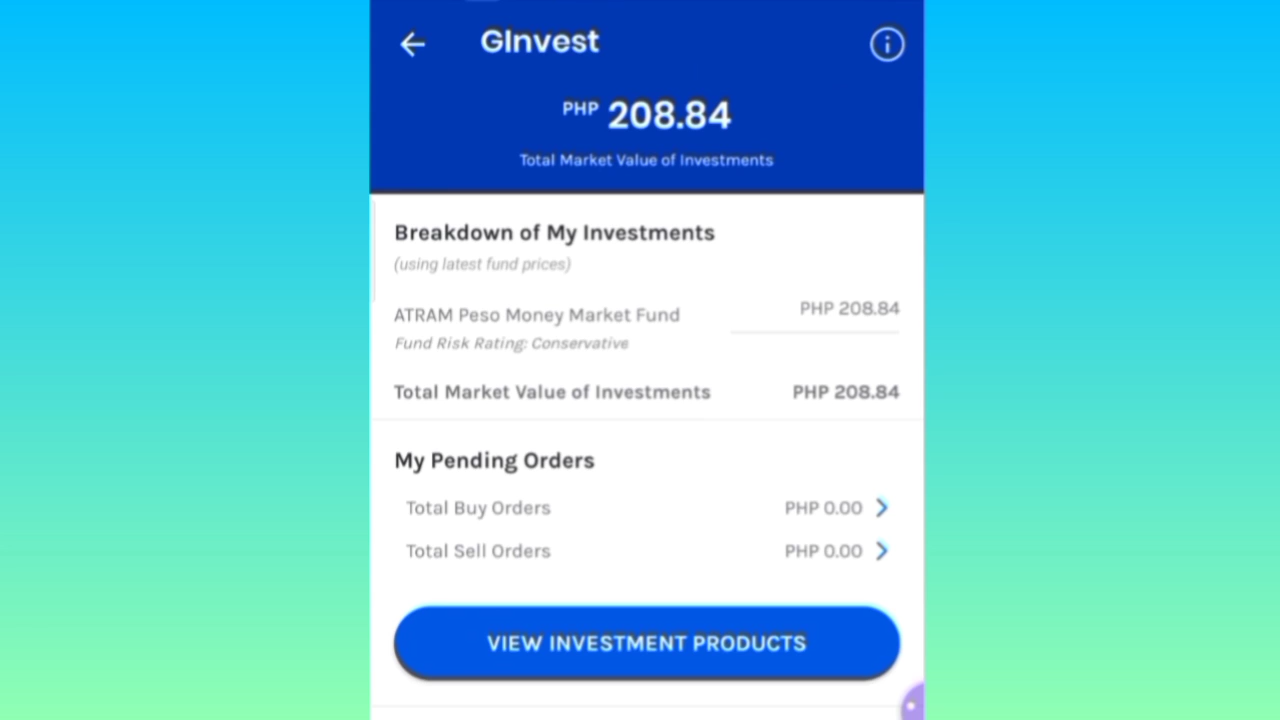 GInvest
PHP 208.84
Total Market Value of Investments
Breakdown of My Investments
(using latest fund prices)
ATRAM Peso Money Market Fund PHP 208.84
Fund Risk Rating: Conservative
Total Market Value of Investments PHP 208.84
My Pending Orders
Total Buy Orders PHP 0.00
Total Sell Orders PHP 0.00
VIEW INVESTMENT PRODUCTS